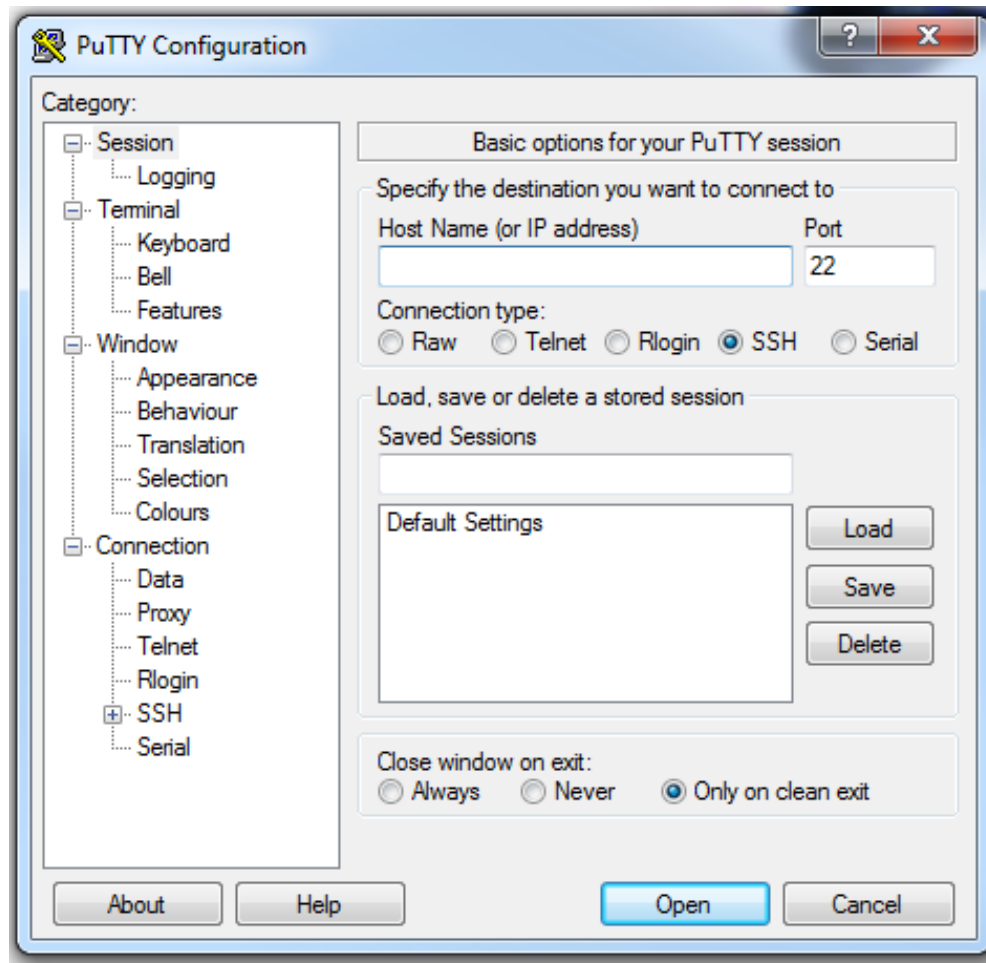 PuTTY Configuration
?
X
Category:
Session
Logging
Terminal
Keyboard
Bell
Features
Window
Appearance
Behaviour
Translation
Selection
Colours
Connection
Data
Proxy
Telnet
Rlogin
SSH
Serial
Basic options for your PuTTY session
Specify the destination you want to connect to
Host Name (or IP address) Port
22
Connection type:
Raw Telnet Rlogin SSH Serial
Load, save or delete a stored session
Saved Sessions
Default Settings
Load
Save
Delete
Close window on exit:
Always Never Only on clean exit
About Help Open Cancel